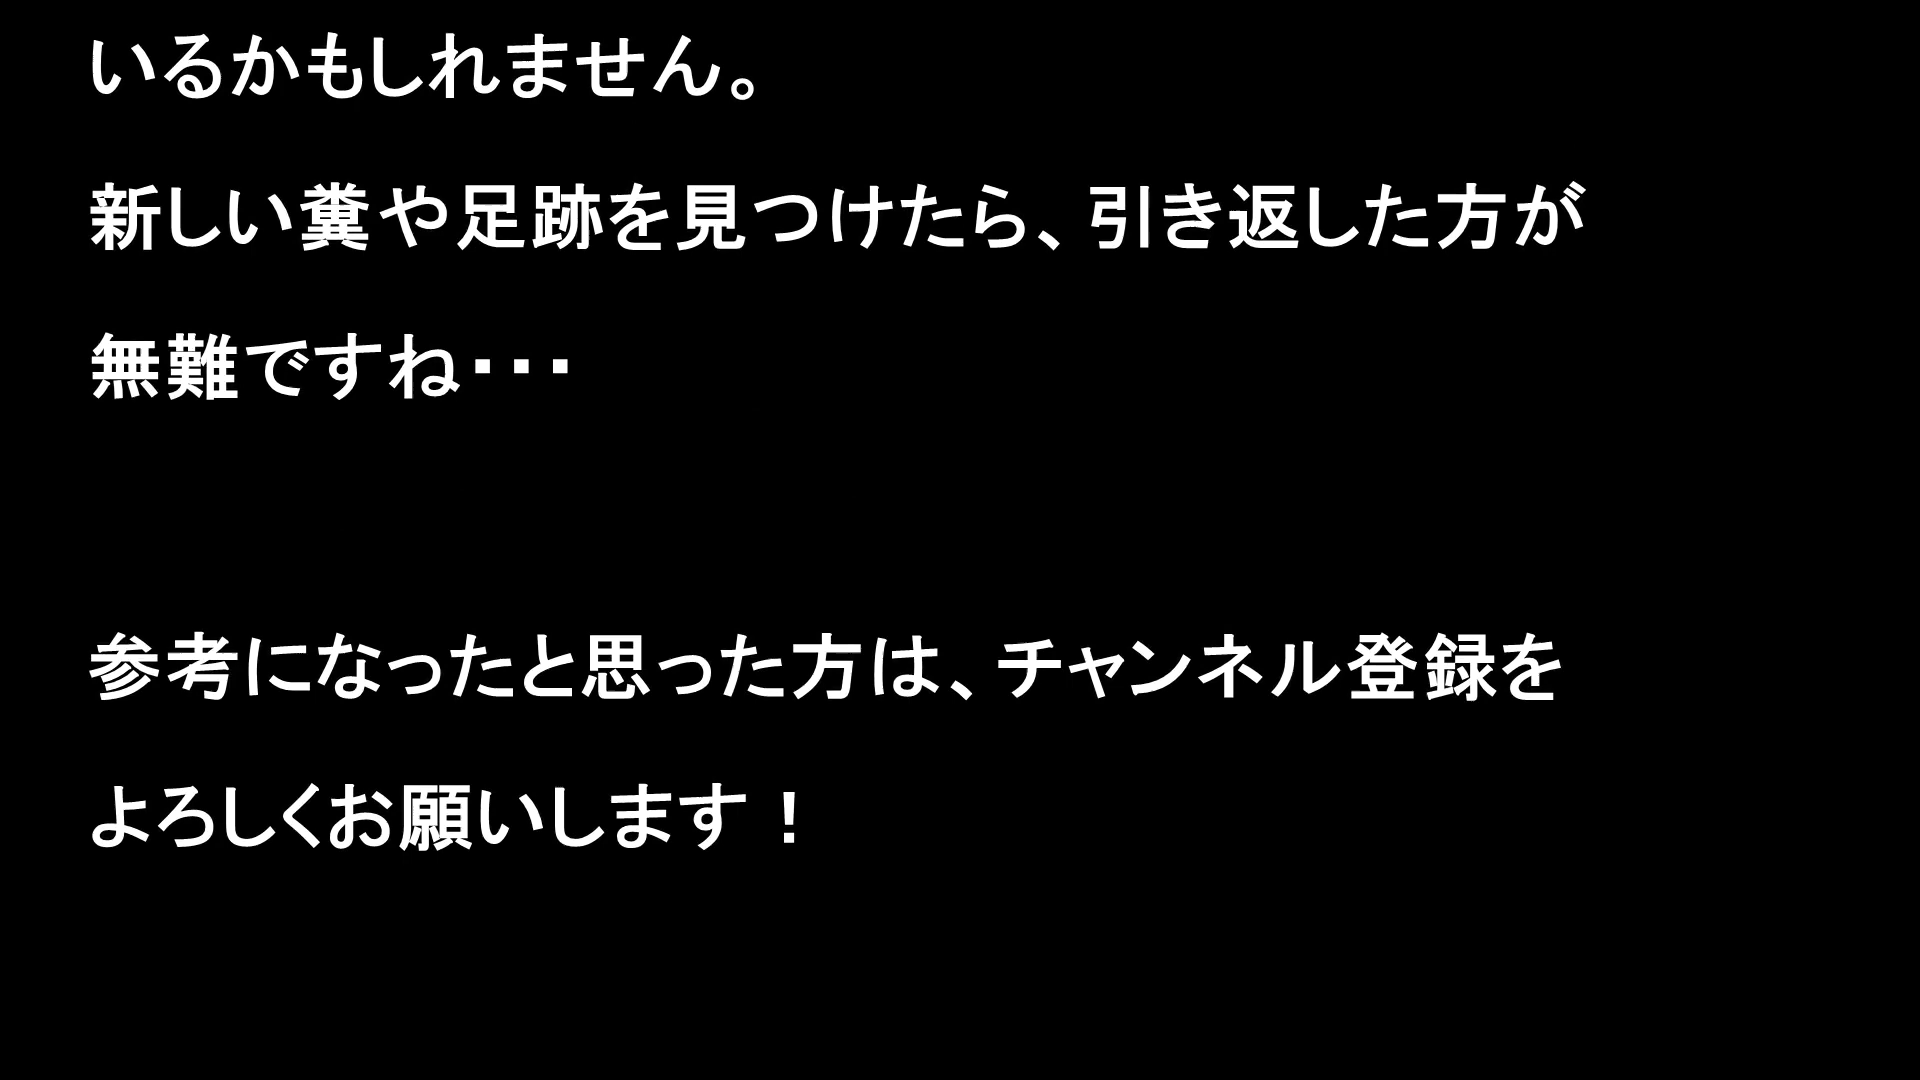 いるかもしれません。
新しい糞や足跡を見つけたら、引き返した方が
無難ですね・・・
参考になったと思った方は、チャンネル登録を
よろしくお願いします！